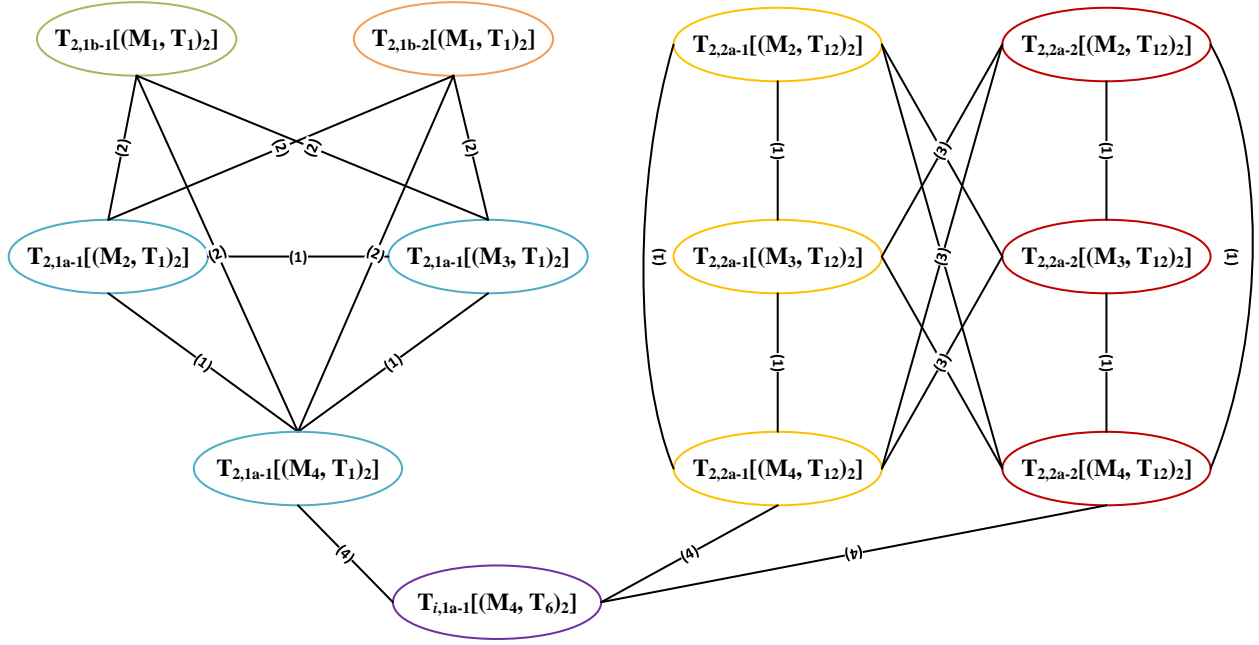 T2,1b-1[(M1, T1)2]
T2,1b-2[(M1, T1)2]
T2,2a-1[(M2, T12)2]
T2,2a-2[(M2, T12)2]
(2)
(2)
(2)
(2)
(1)
(3)
(1)
T2,1a-1[(M2, T1)2]
(2)
(1)
(2)
T2,1a-1[(M3, T1)2]
(1)
T2,2a-1[(M3, T12)2]
(3)
T2,2a-2[(M3, T12)2]
(1)
(1)
(1)
(1)
(3)
(1)
T2,1a-1[(M4, T1)2]
T2,2a-1[(M4, T12)2]
T2,2a-2[(M4, T12)2]
(4)
(4)
(4)
Ti,1a-1[(M4, T6)2]